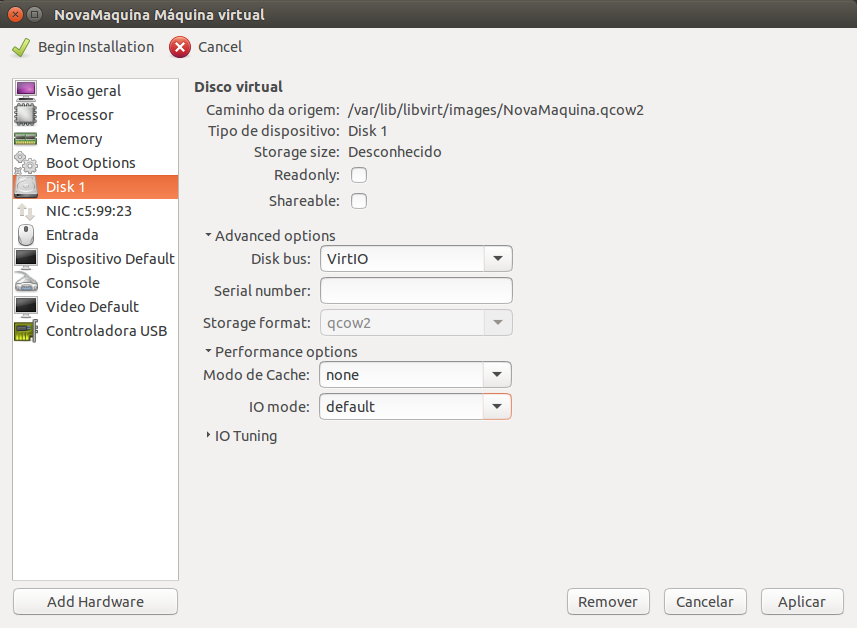 NovaMaquina Máquina virtual
Begin Installation Cancel
Visão geral
Processor
Memory
Boot Options
Disk 1
NIC :c5:99:23
Entrada
Dispositivo Default
Console
Video Default
Controladora USB
Add Hardware
Disco virtual
Caminho da origem: /var/lib/libvirt/images/NovaMaquina.qcow2
Tipo de dispositivo: Disk 1
Storage size: Desconhecido
Readonly:
Shareable:
Advanced options
Disk bus: VirtIO
Serial number:
Storage format: qcow2
Performance options
Modo de Cache: none
IO mode: default
IO Tuning
Remover Cancelar Aplicar